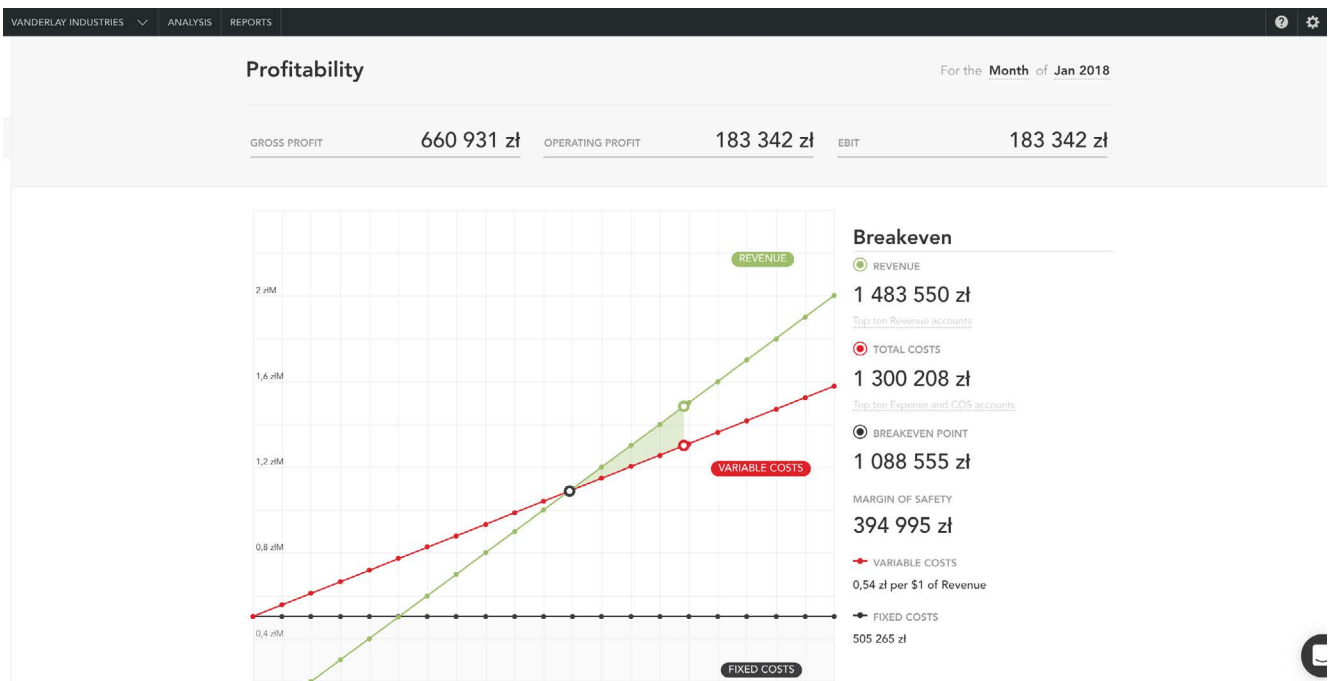 VANDERLAY INDUSTRIES ANALYSIS REPORTS
Profitability
For the Month of Jan 2018
GROSS PROFIT 660 931 zł OPERATING PROFIT 183 342 zł EBIT 183 342 zł
REVENUE
2 złM
1,6 złM
1,2 złM
VARIABLE COSTS
0,8 złM
0,4 złM
FIXED COSTS
Breakeven
REVENUE
1 483 550 zł
Top ten Revenue accounts
TOTAL COSTS
1 300 208 zł
Top ten Expense and COS accounts
BREAKEVEN POINT
1 088 555 zł
MARGIN OF SAFETY
394 995 zł
VARIABLE COSTS
0,54 zł per $1 of Revenue
FIXED COSTS
505 265 zł